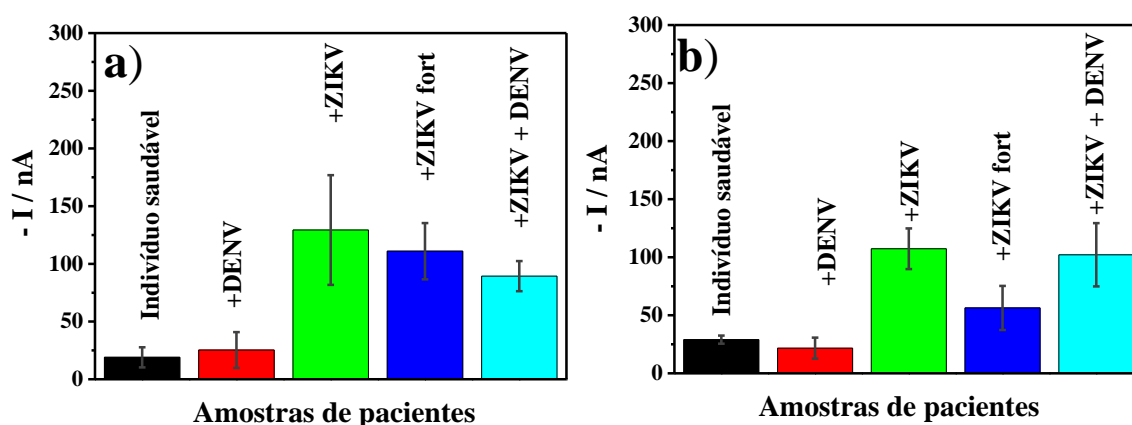 a)
- I / nA
300
250
200
150
100
50
0
Indivíduo saudável
+DENV
+ZIKV
+ZIKV fort
+ZIKV + DENV
Amostras de pacientes
b)
- I / nA
300
250
200
150
100
50
0
Indivíduo saudável
+DENV
+ZIKV
+ZIKV fort
+ZIKV + DENV
Amostras de pacientes